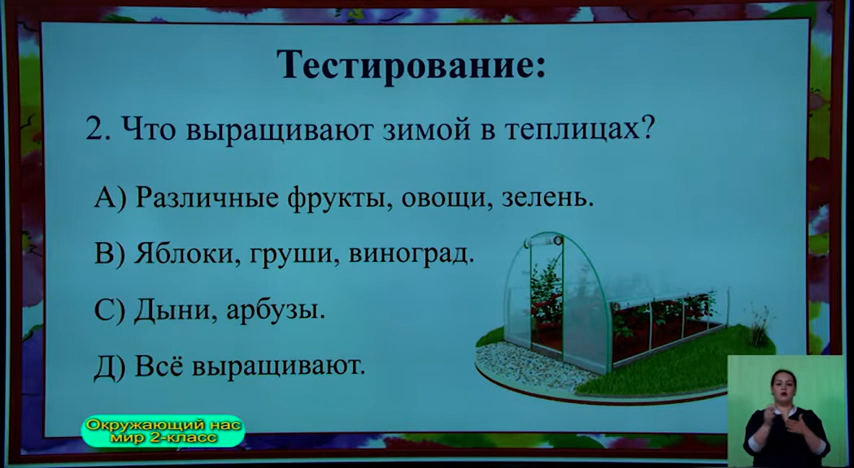 Тестирование:
2. Что выращивают зимой в теплицах?
А) Различные фрукты, овощи, зелень.
В) Яблоки, груши, виноград.
С) Дыни, арбузы.
Д) Всё выращивают.
Окружающий нас
мир 2-класс